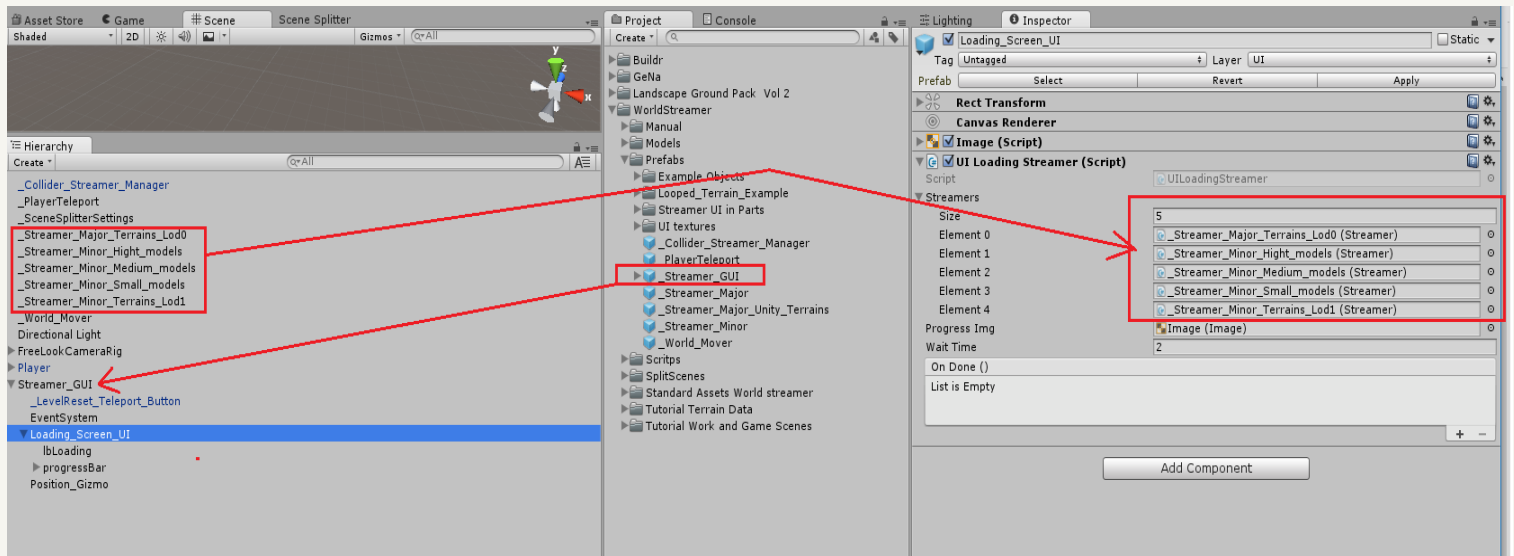 Asset Store
Game
Scene
Scene Splitter
Shaded
2D
Gizmos
All
y
z
x
Hierarchy
Create
All
_Collider_Streamer_Manager
_PlayerTeleport
_SceneSplitterSettings
_Streamer_Major_Terrains_Lod0
_Streamer_Minor_Hight_models
_Streamer_Minor_Medium_models
_Streamer_Minor_Small_models
_Streamer_Minor_Terrains_Lod1
_World_Mover
Directional Light
FreeLookCameraRig
Player
Streamer_GUI
_LevelReset_Teleport_Button
EventSystem
Loading_Screen_UI
lbLoading
progressBar
Position_Gizmo
Project
Console
Create
Buildr
GeNa
Landscape Ground Pack Vol 2
WorldStreamer
Manual
Models
Prefabs
Example Objects
Looped_Terrain_Example
Streamer UI in Parts
UI textures
_Collider_Streamer_Manager
_PlayerTeleport
_Streamer_GUI
_Streamer_Major
_Streamer_Major_Unity_Terrains
_Streamer_Minor
_World_Mover
Scritps
SplitScenes
Standard Assets World streamer
Tutorial Terrain Data
Tutorial Work and Game Scenes
Lighting
Inspector
Loading_Screen_UI
Static
Tag Untagged
Layer UI
Prefab Select Revert Apply
Rect Transform
Canvas Renderer
Image (Script)
UI Loading Streamer (Script)
Script UILoadingStreamer
Streamers
Size 5
Element 0 _Streamer_Major_Terrains_Lod0 (Streamer)
Element 1 _Streamer_Minor_Hight_models (Streamer)
Element 2 _Streamer_Minor_Medium_models (Streamer)
Element 3 _Streamer_Minor_Small_models (Streamer)
Element 4 _Streamer_Minor_Terrains_Lod1 (Streamer)
Progress Img Image (Image)
Wait Time 2
On Done ()
List is Empty
+ −
Add Component